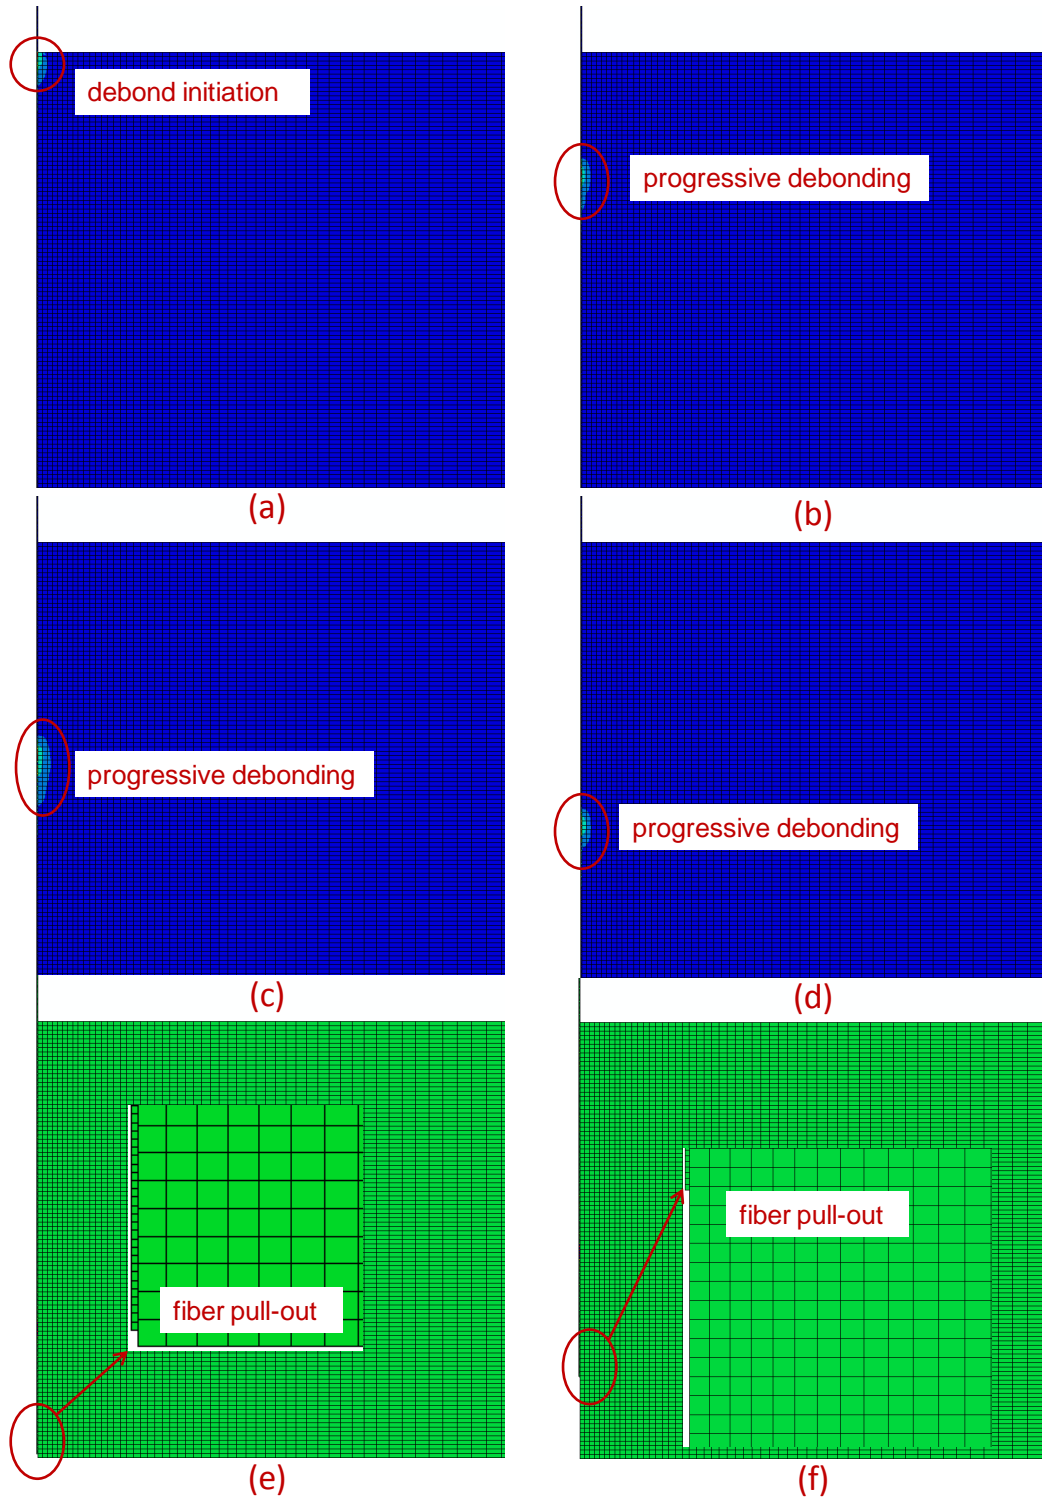 debond initiation
(a)
progressive debonding
(b)
progressive debonding
(c)
progressive debonding
(d)
fiber pull-out
(e)
fiber pull-out
(f)